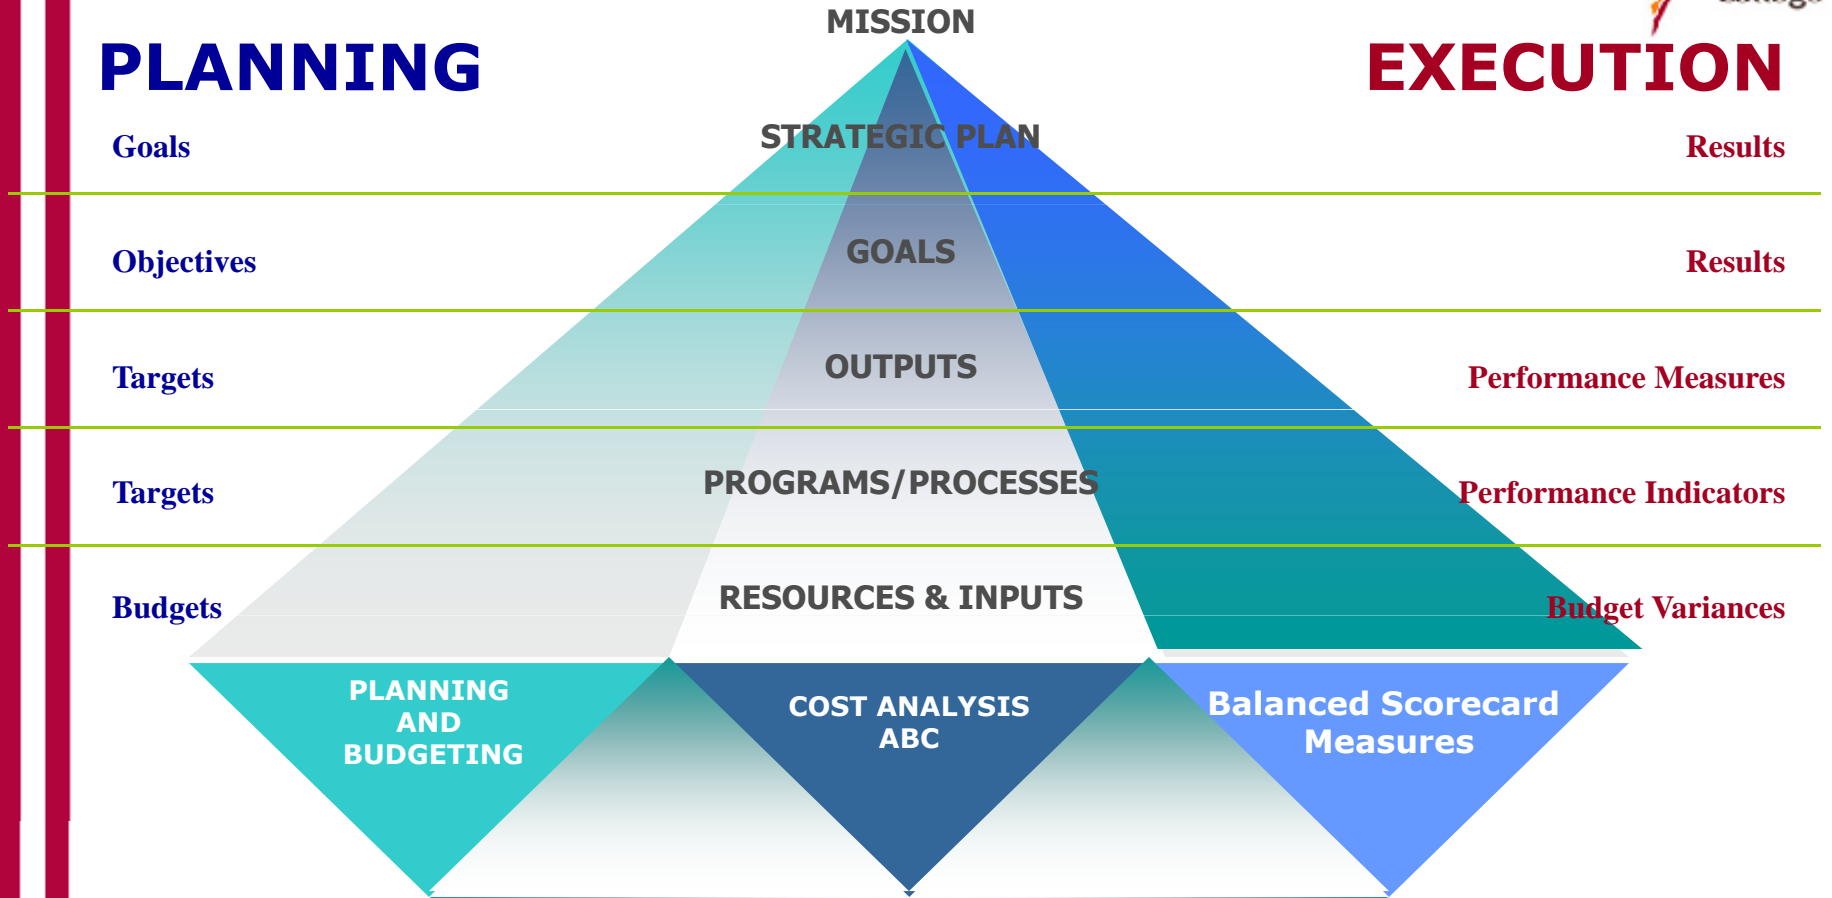 MISSION
PLANNING
EXECUTION
STRATEGIC PLAN
Goals
Results
GOALS
Objectives
Results
OUTPUTS
Targets
Performance Measures
PROGRAMS/PROCESSES
Targets
Performance Indicators
RESOURCES & INPUTS
Budgets
Budget Variances
PLANNING
AND
BUDGETING
COST ANALYSIS
ABC
Balanced Scorecard
Measures